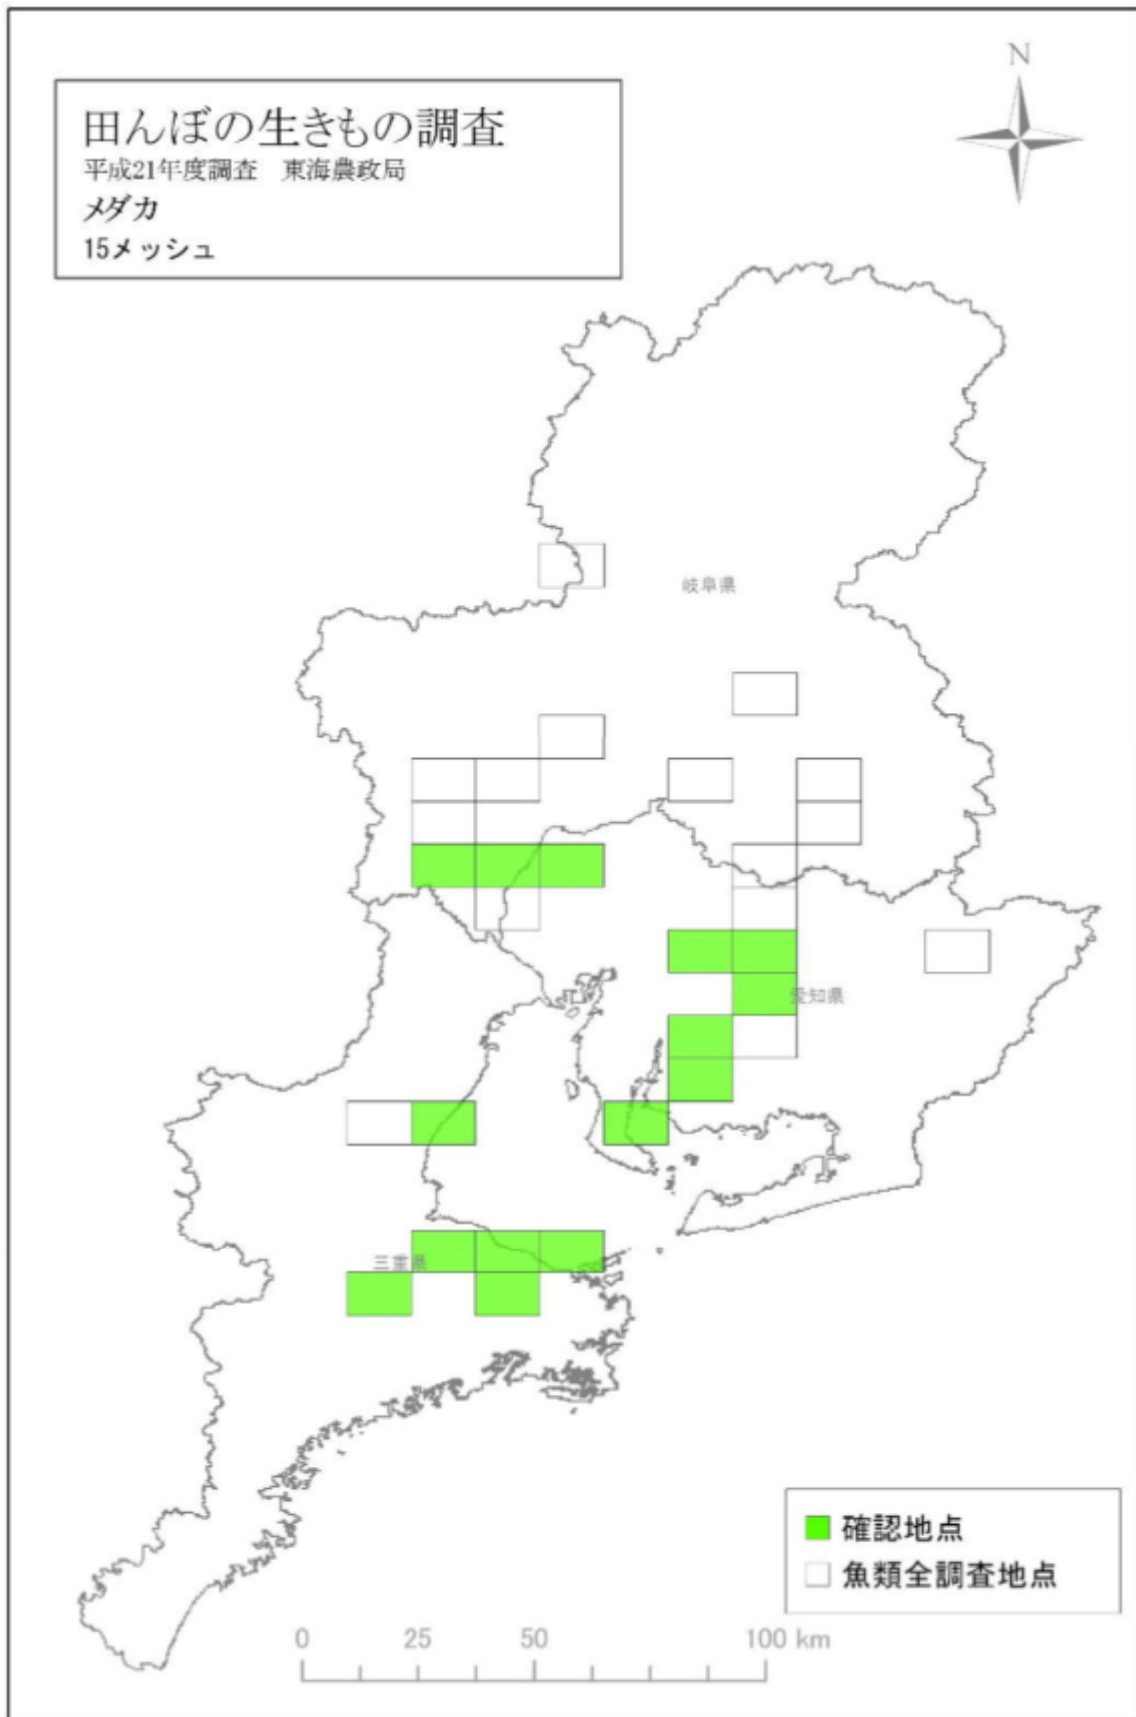 N
田んぼの生きもの調査
平成21年度調査　東海農政局
メダカ
15メッシュ
岐阜県
愛知県
三重県
確認地点
魚類全調査地点
0 25 50 100 km